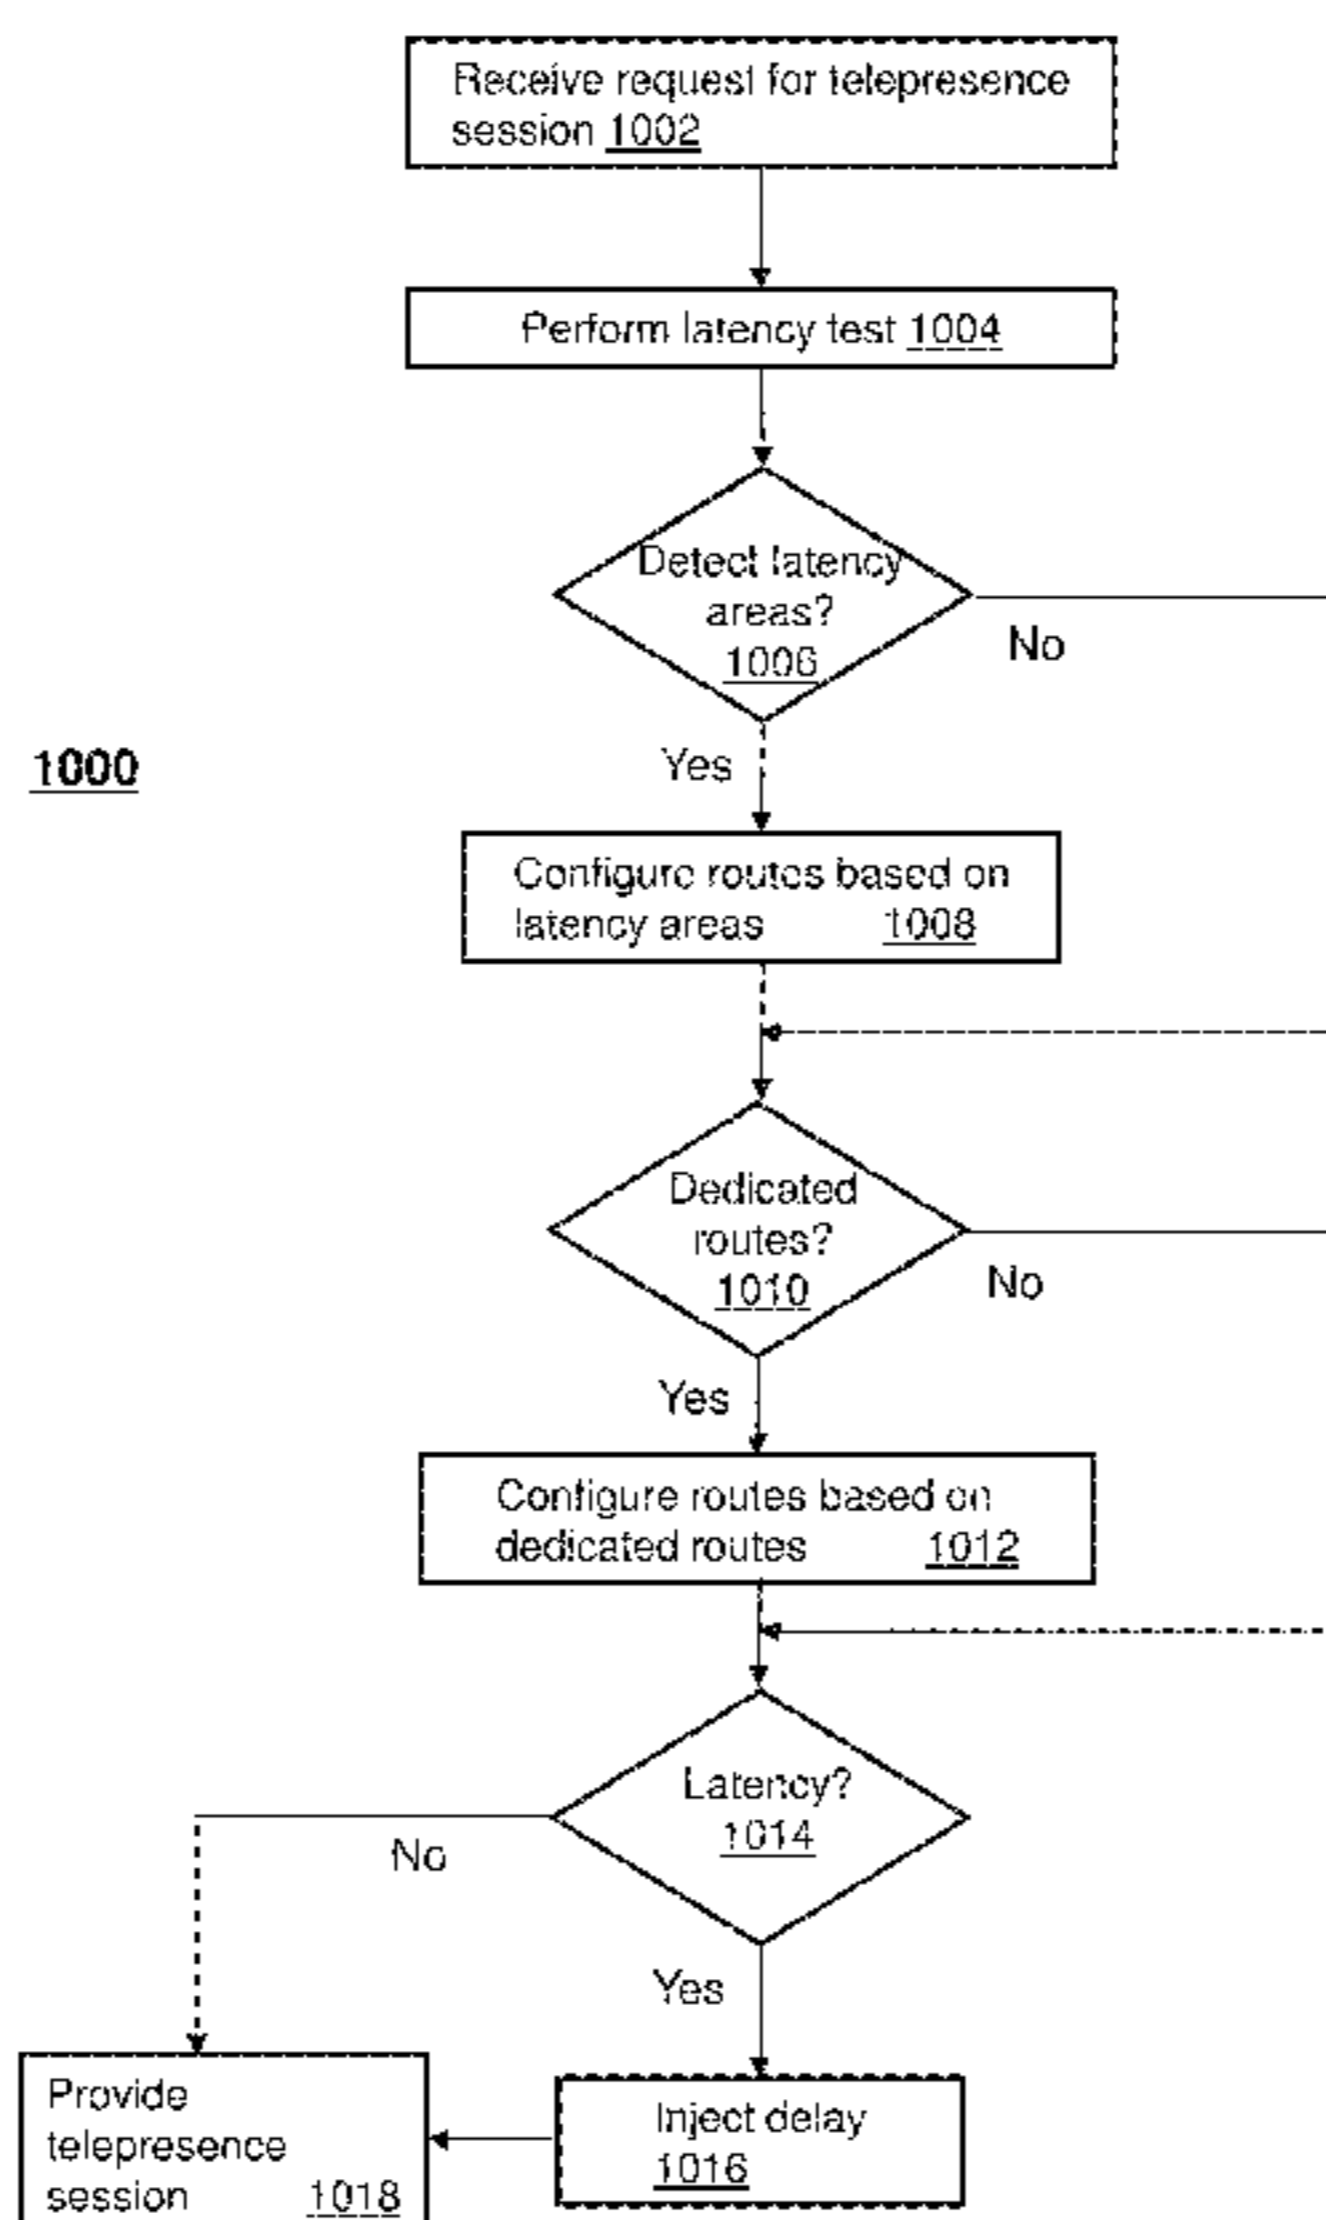 Receive request for telepresence
session 1002
Perform latency test 1004
Detect latency
areas?
1006
No
Yes
1000
Configure routes based on
latency areas 1008
Dedicated
routes?
1010
No
Yes
Configure routes based on
dedicated routes 1012
Latency?
1014
No
Yes
Provide
telepresence
session 1018
Inject delay
1016